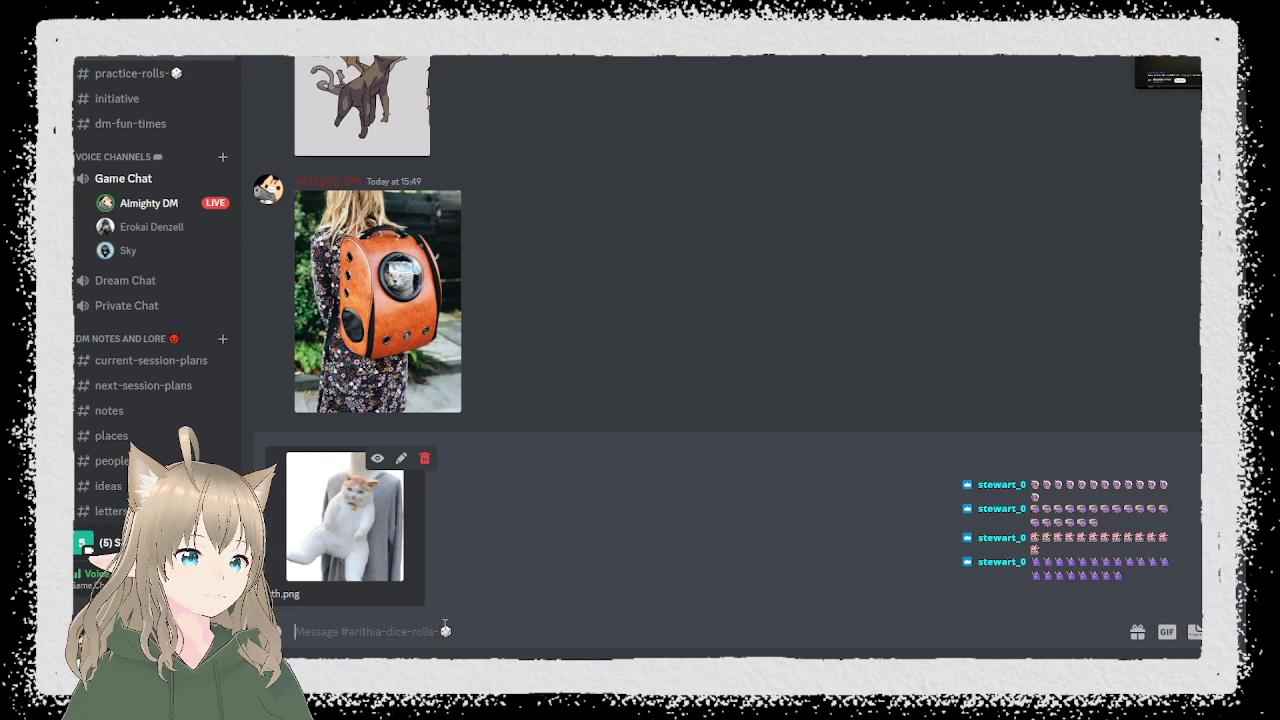 practice-rolls-
initiative
dm-fun-times
VOICE CHANNELS
Game Chat
Almighty DM LIVE
Erokai Denzell
Sky
Dream Chat
Private Chat
DM NOTES AND LORE
current-session-plans
next-session-plans
notes
places
ideas
Almighty DM Today at 15:49
th.png
Message #arithia-dice-rolls-
GIF
stewart_0
stewart_0
stewart_0
stewart_0